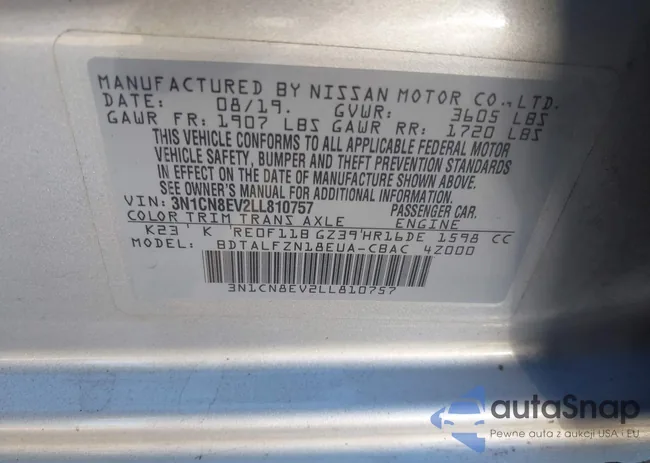 MANUFACTURED BY NISSAN MOTOR CO.,LTD.
DATE: 08/19. GVWR: 3605 LBS
GAWR FR: 1907 LBS GAWR RR: 1720 LBS
THIS VEHICLE CONFORMS TO ALL APPLICABLE FEDERAL MOTOR
VEHICLE SAFETY, BUMPER AND THEFT PREVENTION STANDARDS
IN EFFECT ON THE DATE OF MANUFACTURE SHOWN ABOVE.
SEE OWNER'S MANUAL FOR ADDITIONAL INFORMATION.
VIN: 3N1CN8EV2LL810757 PASSENGER CAR.
COLOR TRIM TRANS AXLE ENGINE
K23 K RE0F11B GZ39 HR16DE 1598 CC
MODEL: BDTALFZN18EUA-CBAC 4Z000
3N1CN8EV2LL810757
autoSnap
Pewne auta z aukcji USA i EU